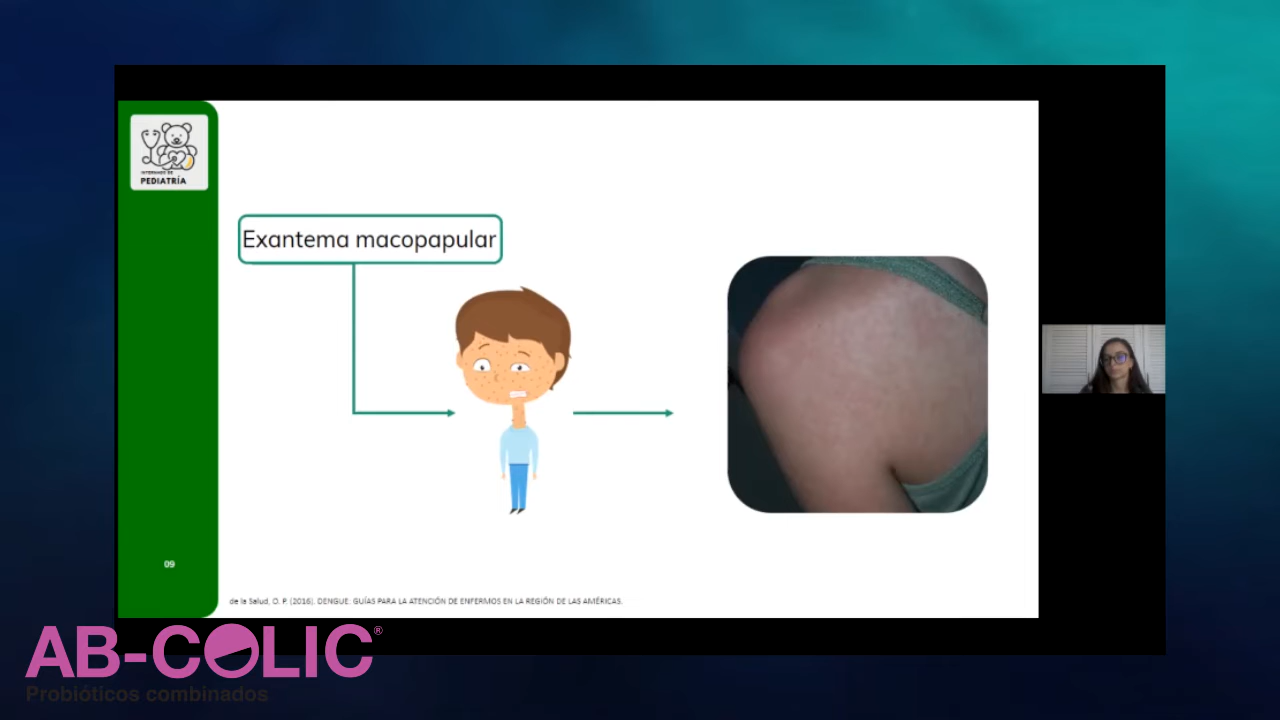 INTERNADO DE
PEDIATRÍA
Exantema macopapular
09
de la Salud, O. P. (2016). DENGUE: GUÍAS PARA LA ATENCIÓN DE ENFERMOS EN LA REGIÓN DE LAS AMÉRICAS.
AB-COLIC®
Probióticos combinados